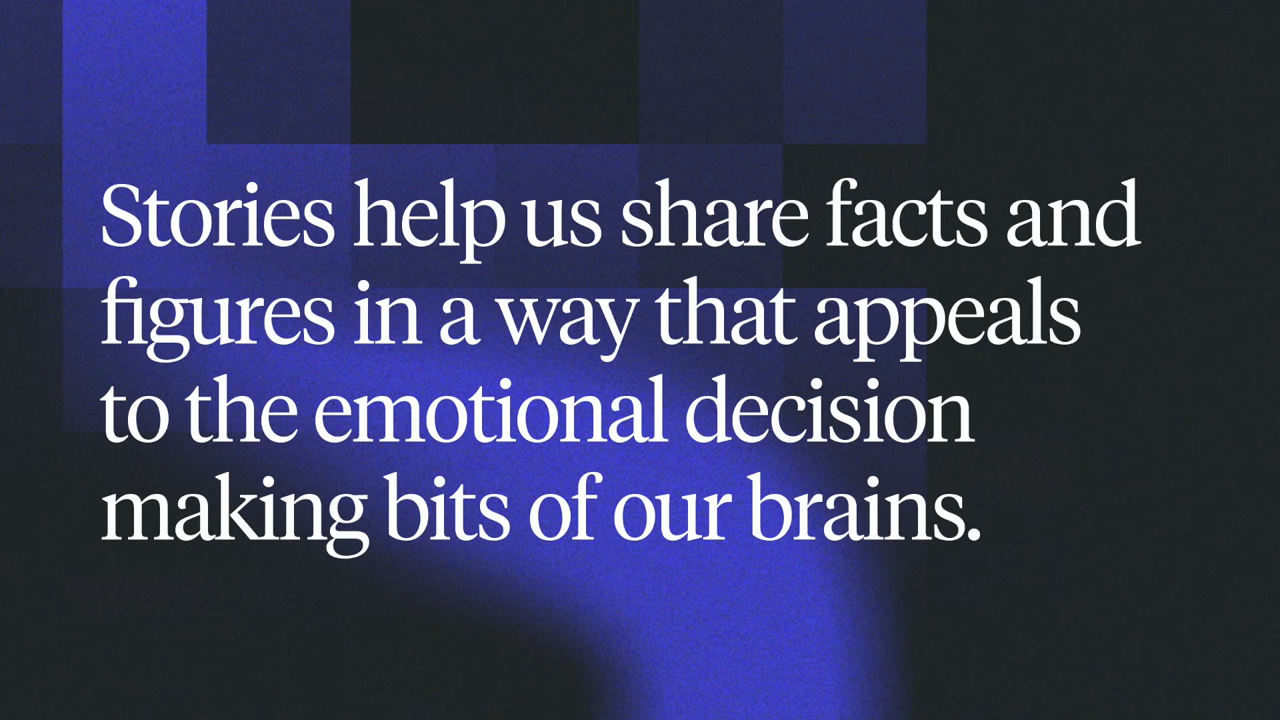 Stories help us share facts and
figures in a way that appeals
to the emotional decision
making bits of our brains.